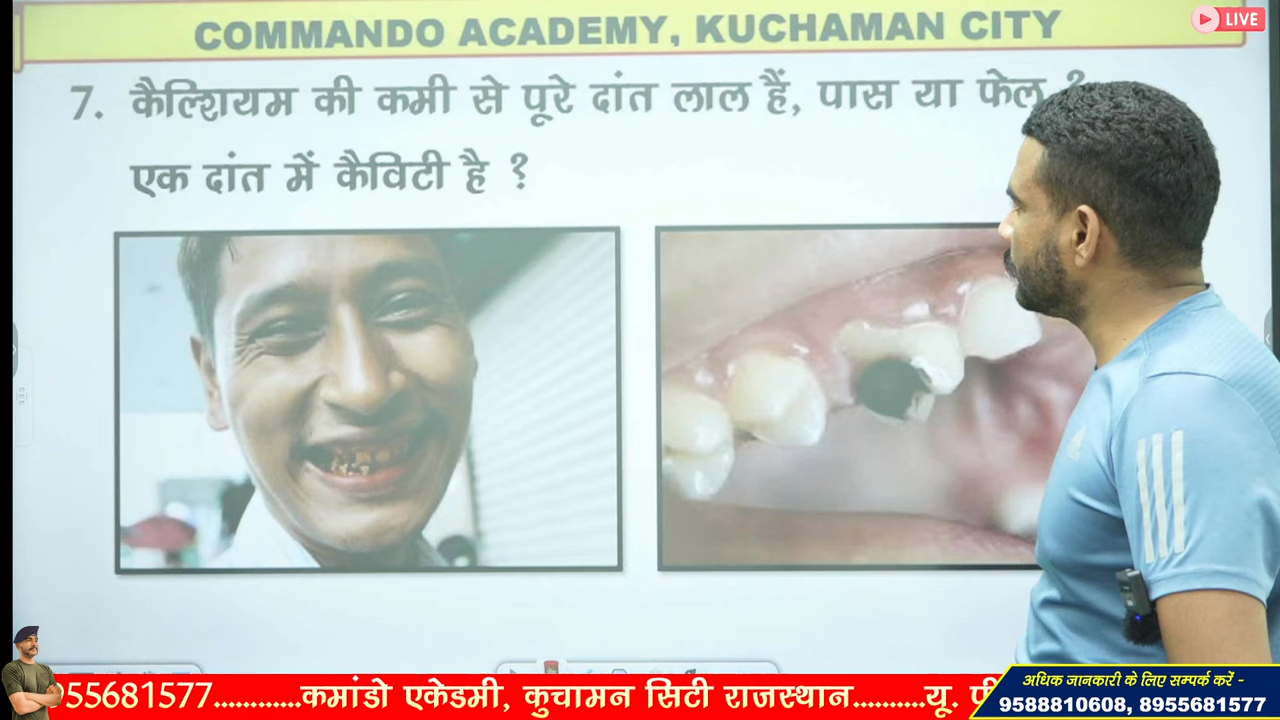 COMMANDO ACADEMY, KUCHAMAN CITY
LIVE
7. कैल्शियम की कमी से पूरे दांत लाल हैं, पास या फेल ?
एक दांत में कैविटी है ?
955681577............कमांडो एकेडमी, कुचामन सिटी राजस्थान..........यू.
अधिक जानकारी के लिए सम्पर्क करें -
9588810608, 8955681577